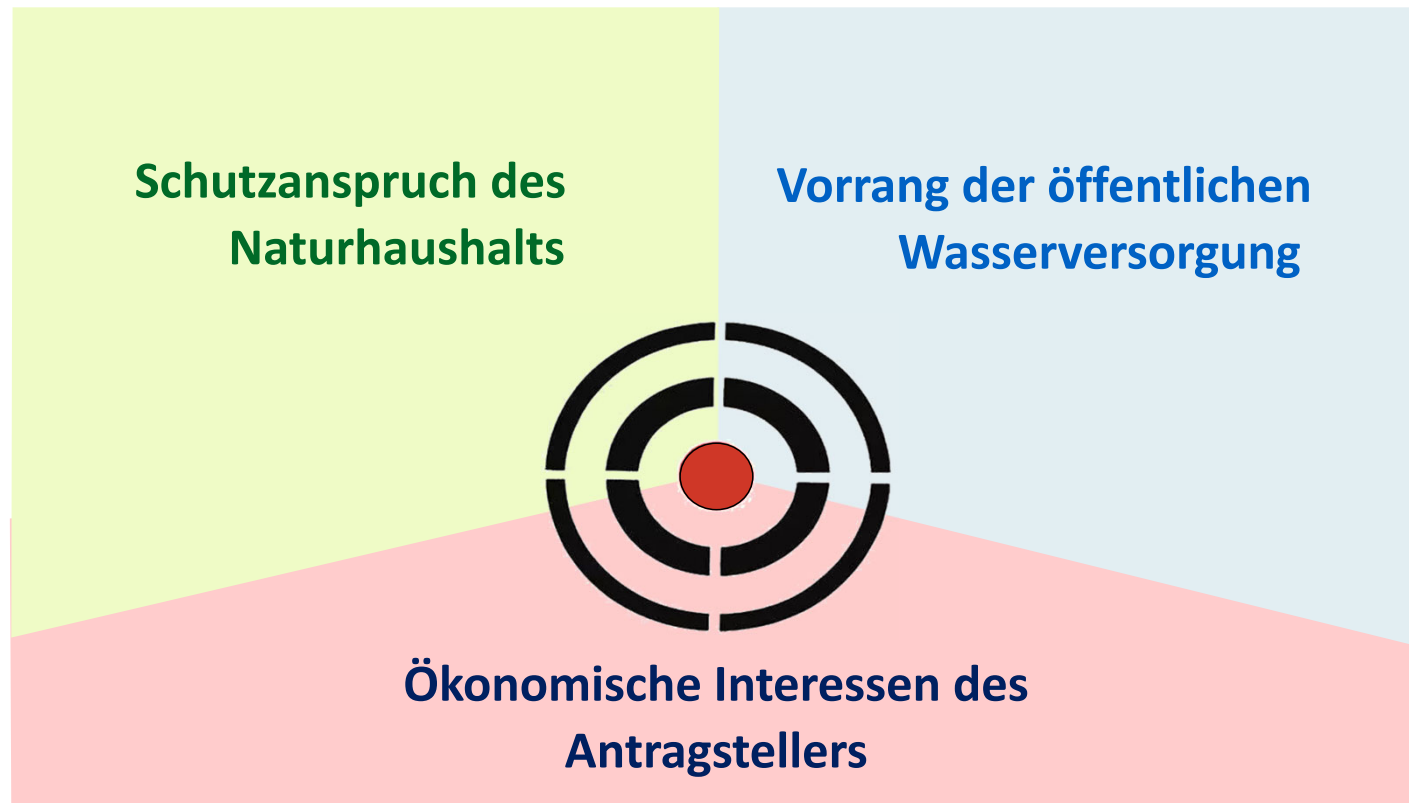 Schutzanspruch des
Naturhaushalts
Vorrang der öffentlichen
Wasserversorgung
Ökonomische Interessen des
Antragstellers